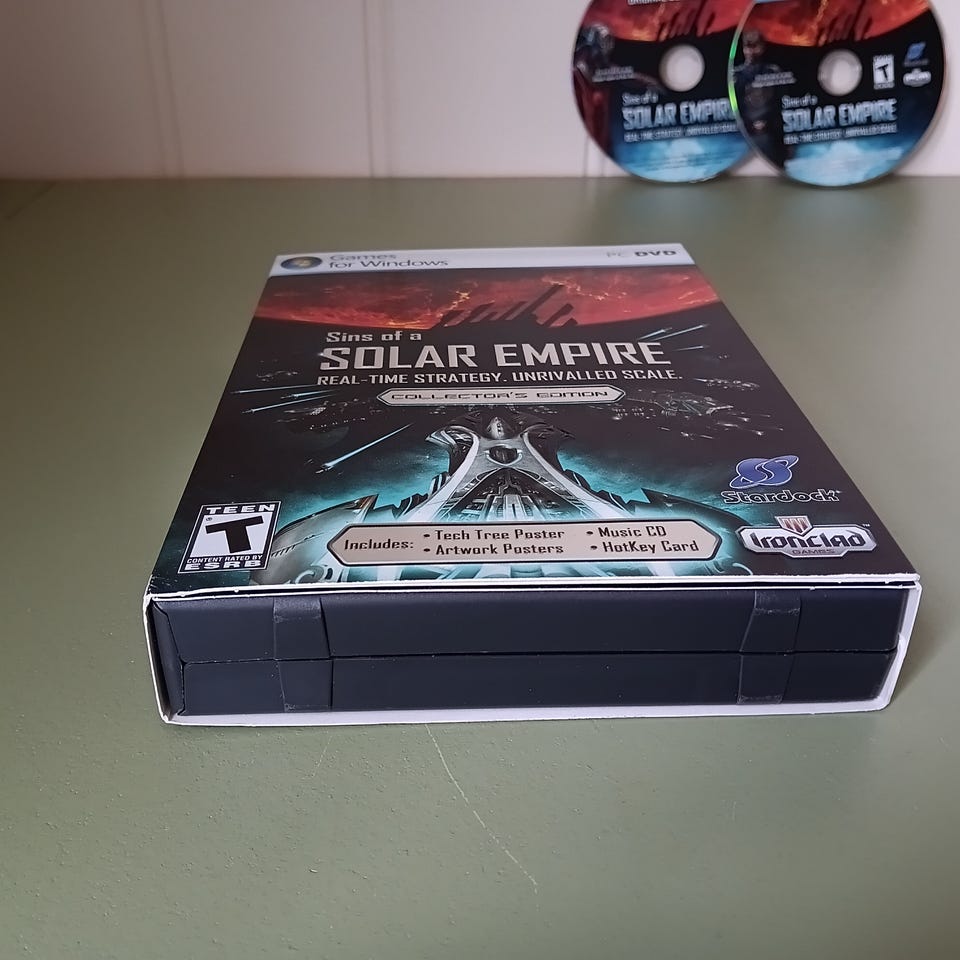 Sins of a
SOLAR EMPIRE
REAL-TIME STRATEGY. UNRIVALLED SCALE.
Sins of a
SOLAR EMPIRE
REAL-TIME STRATEGY. UNRIVALLED SCALE.
T
Games
for Windows
PC DVD
Sins of a
SOLAR EMPIRE
REAL-TIME STRATEGY. UNRIVALLED SCALE.
COLLECTOR'S EDITION
Stardock
TEEN
T
CONTENT RATED BY
ESRB
Includes:
• Tech Tree Poster
• Artwork Posters
• Music CD
• HotKey Card
Ironclad
GAMES